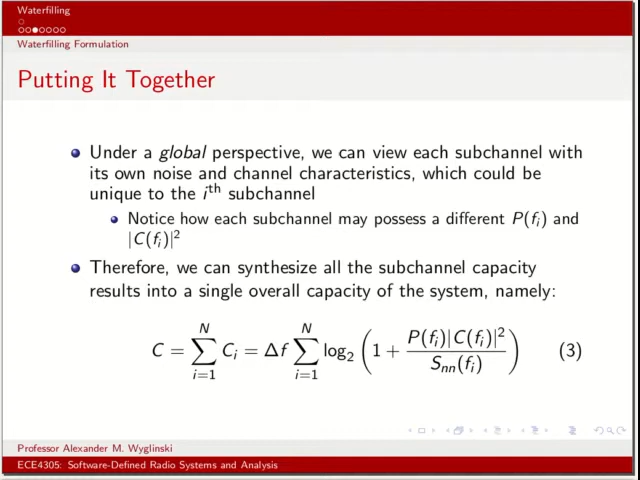 Waterfilling
Waterfilling Formulation
Putting It Together
Under a global perspective, we can view each subchannel with
its own noise and channel characteristics, which could be
unique to the iᵗʰ subchannel
Notice how each subchannel may possess a different P(fᵢ) and
|C(fᵢ)|²
Therefore, we can synthesize all the subchannel capacity
results into a single overall capacity of the system, namely:
C = ∑_{i=1}^{N} Cᵢ = Δf ∑_{i=1}^{N} log₂ (1 + P(fᵢ)|C(fᵢ)|² / Sₙₙ(fᵢ)) (3)
Professor Alexander M. Wyglinski
ECE4305: Software-Defined Radio Systems and Analysis